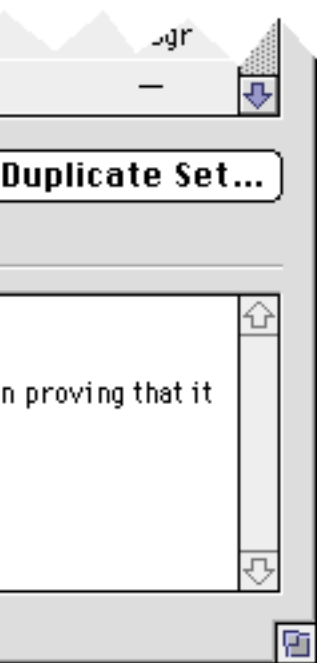 —
Duplicate Set...
n proving that it